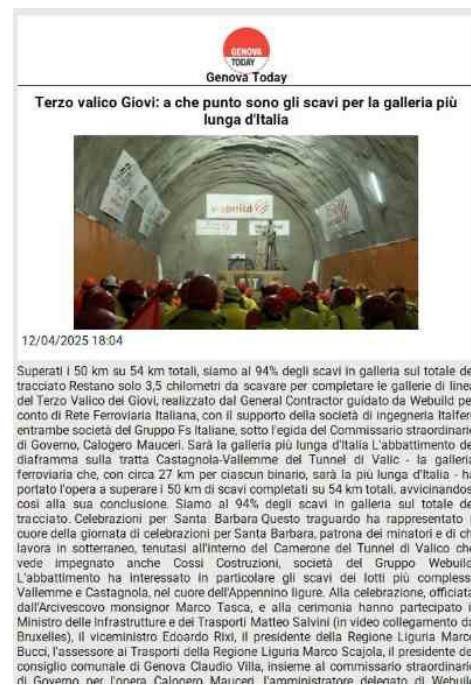 GENOVA
TODAY
Genova Today
Terzo valico Giovi: a che punto sono gli scavi per la galleria più
lunga d'Italia
12/04/2025 18:04
Superati i 50 km su 54 km totali, siamo al 94% degli scavi in galleria sul totale de
tracciato Restano solo 3,5 chilometri da scavare per completare le gallerie di linea
del Terzo Valico dei Giovi, realizzato dal General Contractor guidato da Webuild pe
conto di Rete Ferroviaria Italiana, con il supporto della società di ingegneria Italfer
entrambe società del Gruppo Fs Italiane, sotto l'egida del Commissario straordinari
di Governo, Calogero Mauceri. Sarà la galleria più lunga d'Italia L'abbattimento de
diaframma sulla tratta Castagnola-Vallemme del Tunnel di Valic - la galleria
ferroviaria che, con circa 27 km per ciascun binario, sarà la più lunga d'Italia - ha
portato l'opera a superare i 50 km di scavi completati su 54 km totali, avvicinandos
così alla sua conclusione. Siamo al 94% degli scavi in galleria sul totale de
tracciato. Celebrazioni per Santa Barbara Questo traguardo ha rappresentato i
cuore della giornata di celebrazioni per Santa Barbara, patrona dei minatori e di ch
lavora in sotterraneo, tenutasi all'interno del Camerone del Tunnel di Valico che
vede impegnato anche Cossi Costruzioni, società del Gruppo Webuild
L'abbattimento ha interessato in particolare gli scavi dei lotti più compless
Vallemme e Castagnola, nel cuore dell'Appennino ligure. Alla celebrazione, officiata
dall'Arcivescovo monsignor Marco Tasca, e alla cerimonia hanno partecipato i
Ministro delle Infrastrutture e dei Trasporti Matteo Salvini (in video collegamento da
Bruxelles), il viceministro Edoardo Rixi, il presidente della Regione Liguria Marco
Bucci, l'assessore ai Trasporti della Regione Liguria Marco Scajola, il presidente de
consiglio comunale di Genova Claudio Villa, insieme al commissario straordinari
di Governo per l'opera Calogero Mauceri, l'amministratore delegato di Webuild